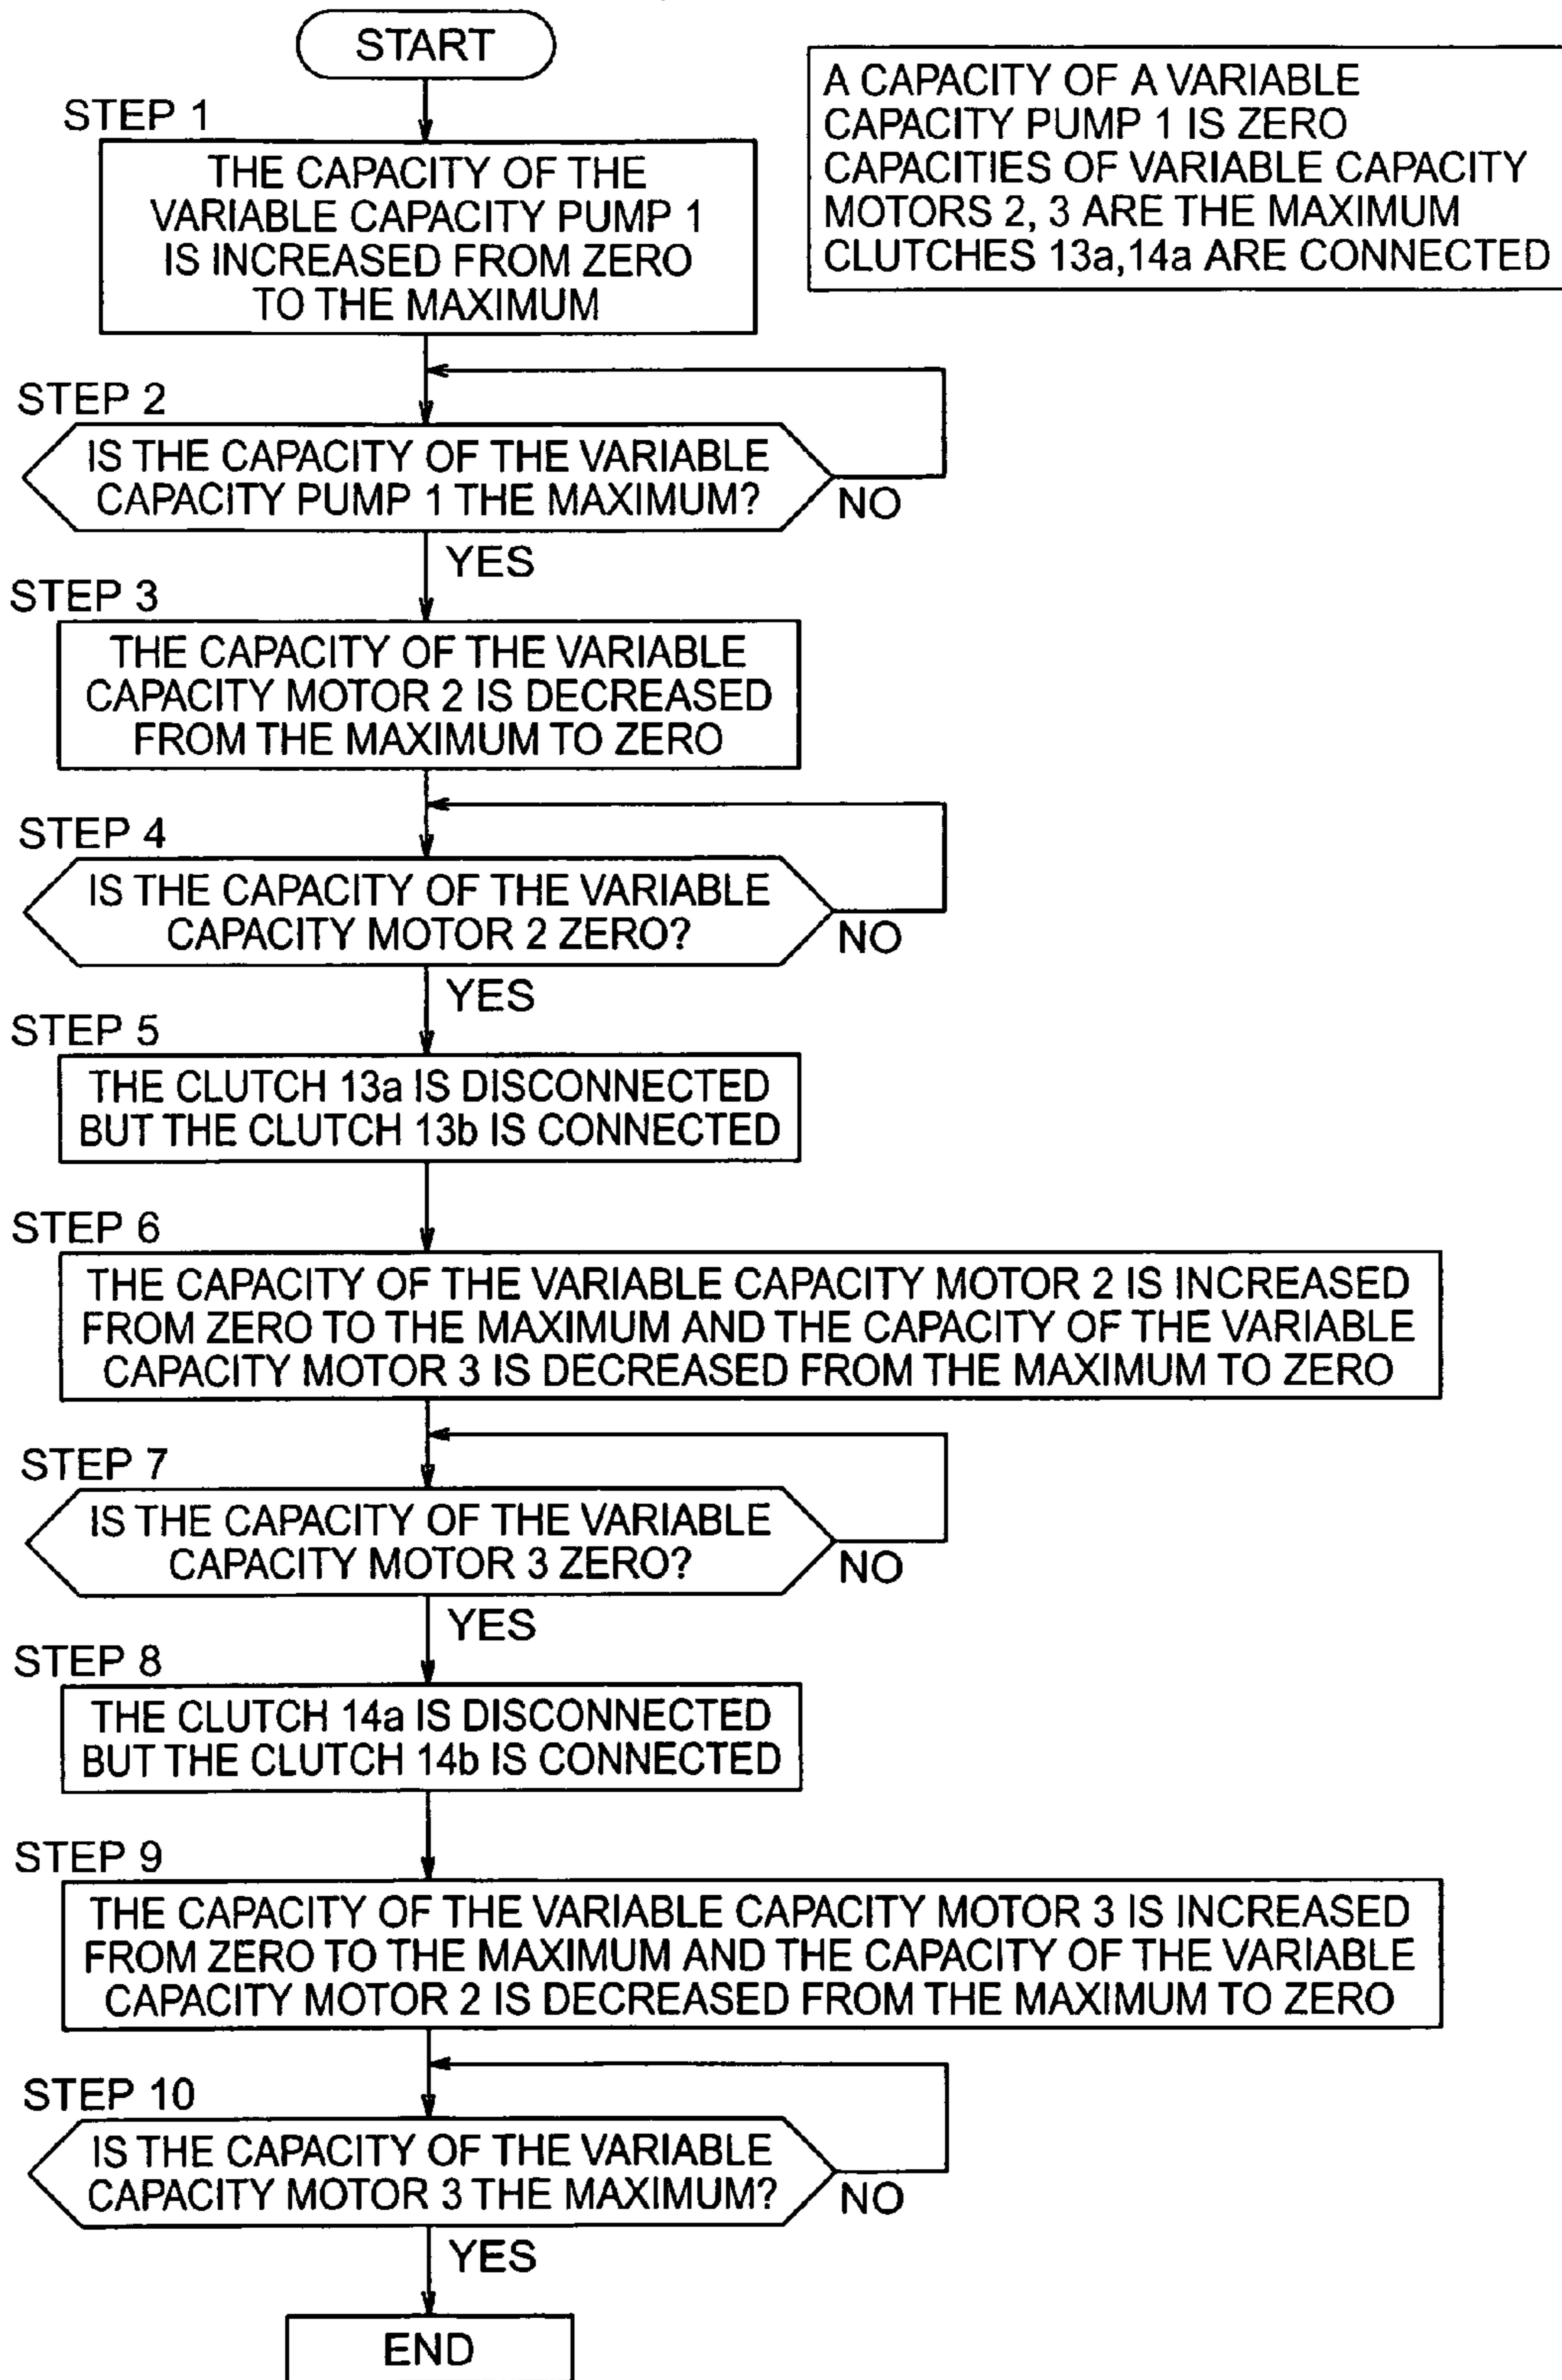 START
A CAPACITY OF A VARIABLE
CAPACITY PUMP 1 IS ZERO
CAPACITIES OF VARIABLE CAPACITY
MOTORS 2, 3 ARE THE MAXIMUM
CLUTCHES 13a,14a ARE CONNECTED
STEP 1
THE CAPACITY OF THE
VARIABLE CAPACITY PUMP 1
IS INCREASED FROM ZERO
TO THE MAXIMUM
STEP 2
IS THE CAPACITY OF THE VARIABLE
CAPACITY PUMP 1 THE MAXIMUM?
NO
YES
STEP 3
THE CAPACITY OF THE VARIABLE
CAPACITY MOTOR 2 IS DECREASED
FROM THE MAXIMUM TO ZERO
STEP 4
IS THE CAPACITY OF THE VARIABLE
CAPACITY MOTOR 2 ZERO?
NO
YES
STEP 5
THE CLUTCH 13a IS DISCONNECTED
BUT THE CLUTCH 13b IS CONNECTED
STEP 6
THE CAPACITY OF THE VARIABLE CAPACITY MOTOR 2 IS INCREASED
FROM ZERO TO THE MAXIMUM AND THE CAPACITY OF THE VARIABLE
CAPACITY MOTOR 3 IS DECREASED FROM THE MAXIMUM TO ZERO
STEP 7
IS THE CAPACITY OF THE VARIABLE
CAPACITY MOTOR 3 ZERO?
NO
YES
STEP 8
THE CLUTCH 14a IS DISCONNECTED
BUT THE CLUTCH 14b IS CONNECTED
STEP 9
THE CAPACITY OF THE VARIABLE CAPACITY MOTOR 3 IS INCREASED
FROM ZERO TO THE MAXIMUM AND THE CAPACITY OF THE VARIABLE
CAPACITY MOTOR 2 IS DECREASED FROM THE MAXIMUM TO ZERO
STEP 10
IS THE CAPACITY OF THE VARIABLE
CAPACITY MOTOR 3 THE MAXIMUM?
NO
YES
END